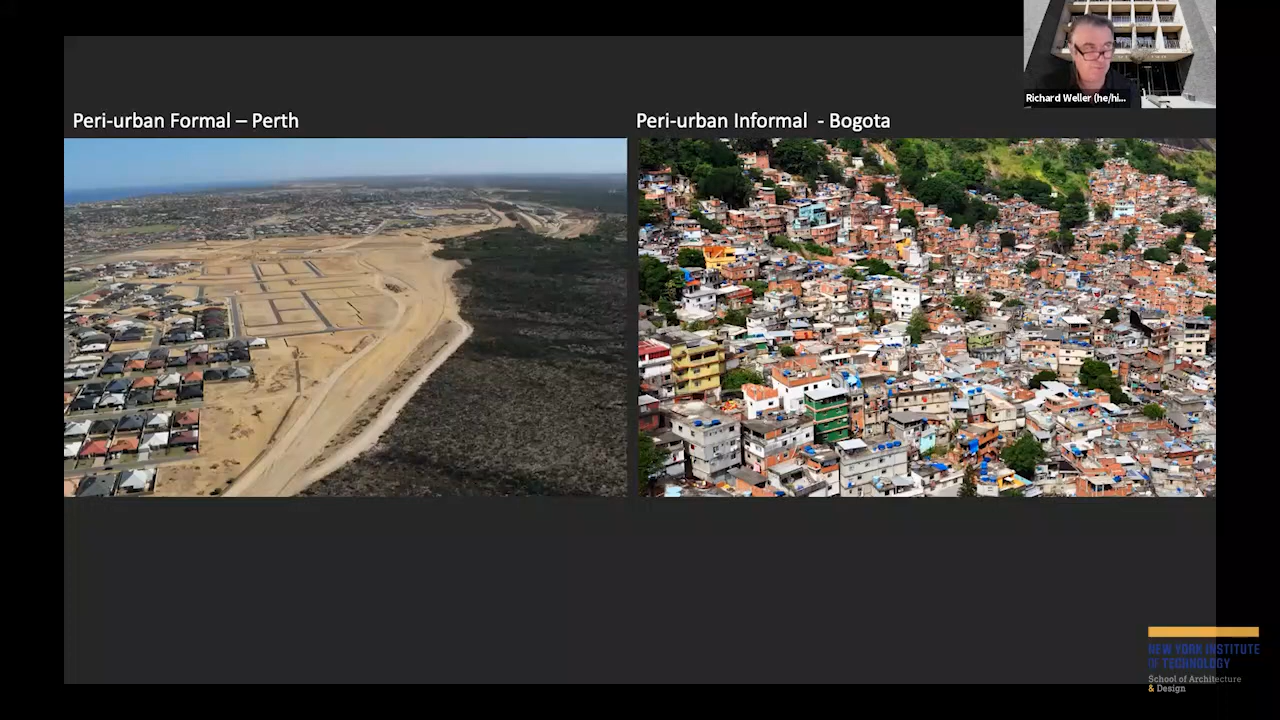 Richard Weller (he/hi...
Peri-urban Formal – Perth
Peri-urban Informal - Bogota
NEW YORK INSTITUTE
OF TECHNOLOGY
School of Architecture
& Design